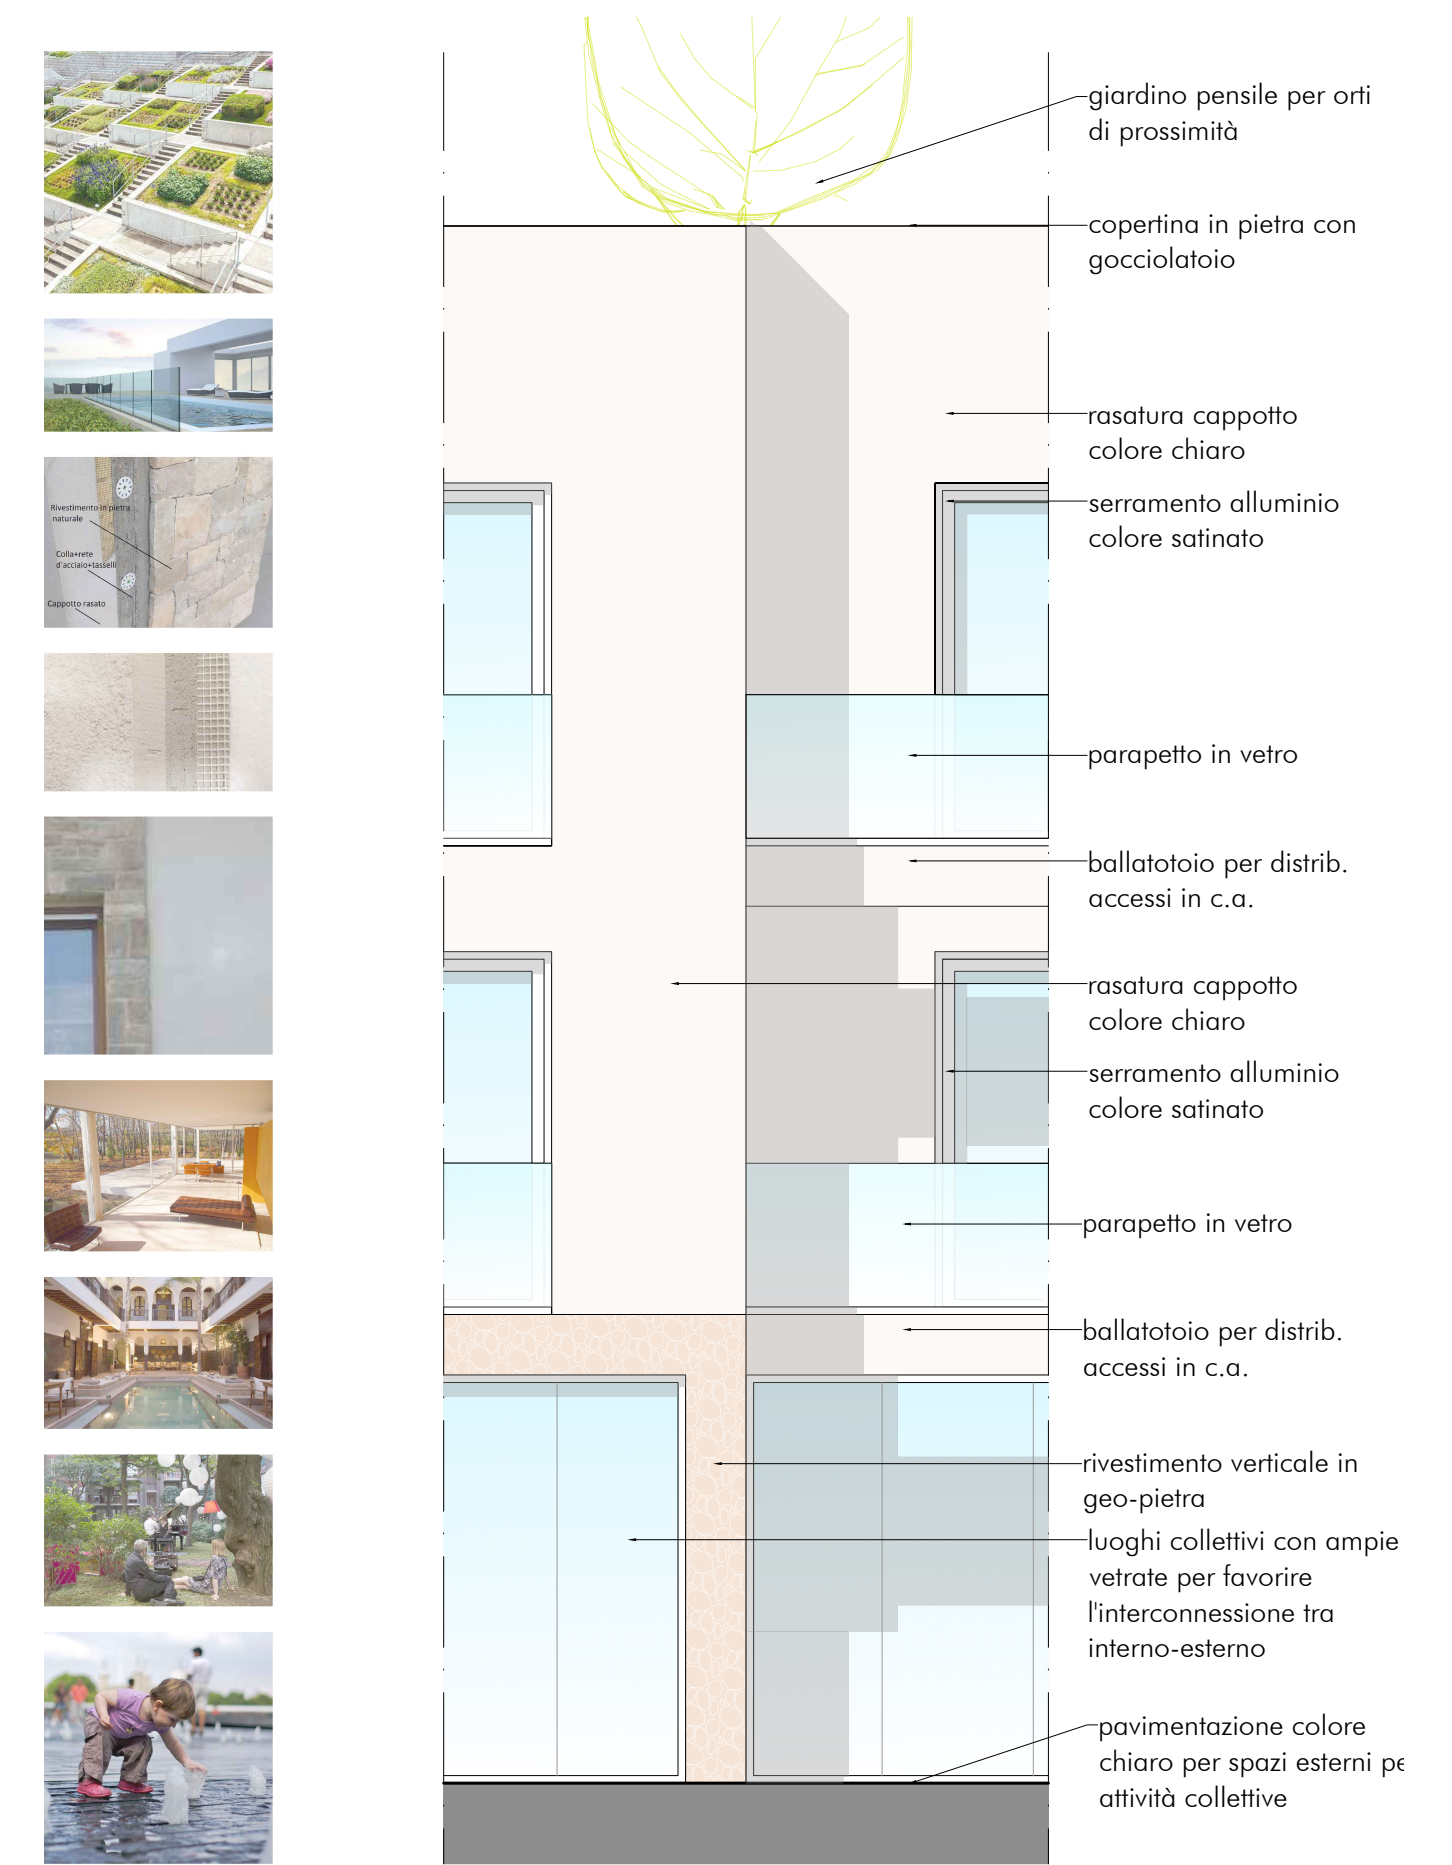 Rivestimento in pietra
naturale
Colla+rete
d'acciaio+tasselli
Cappotto rasato
giardino pensile per orti
di prossimità
copertina in pietra con
gocciolatoio
rasatura cappotto
colore chiaro
serramento alluminio
colore satinato
parapetto in vetro
ballatotoio per distrib.
accessi in c.a.
rasatura cappotto
colore chiaro
serramento alluminio
colore satinato
parapetto in vetro
ballatotoio per distrib.
accessi in c.a.
rivestimento verticale in
geo-pietra
luoghi collettivi con ampie
vetrate per favorire
l'interconnessione tra
interno-esterno
pavimentazione colore
chiaro per spazi esterni pe
attività collettive